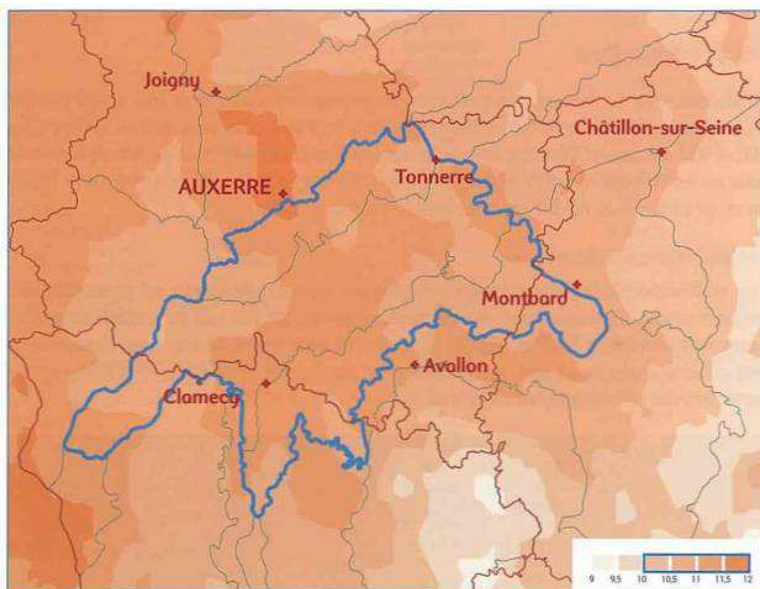 Joigny
Châtillon-sur-Seine
Tonnerre
AUXERRE
Montbard
Avallon
Clamecy
9 9,5 10 10,5 11 11,5 12